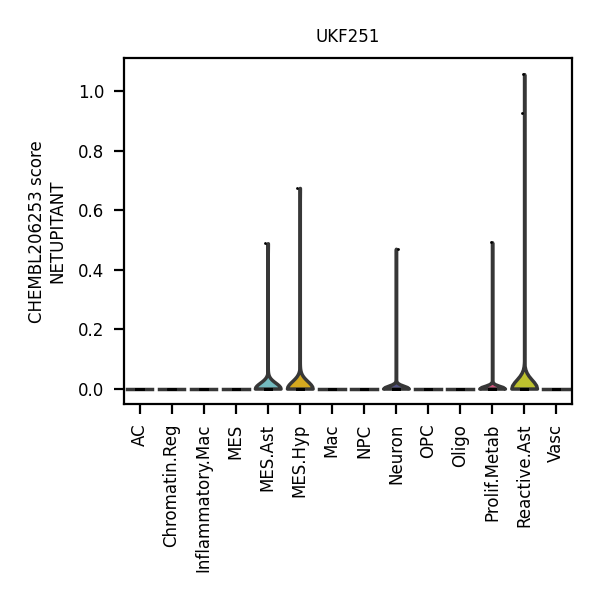 UKF251
CHEMBL206253 score
NETUPITANT
1.0
0.8
0.6
0.4
0.2
0.0
AC
Chromatin.Reg
Inflammatory.Mac
MES
MES.Ast
MES.Hyp
Mac
NPC
Neuron
OPC
Oligo
Prolif.Metab
Reactive.Ast
Vasc